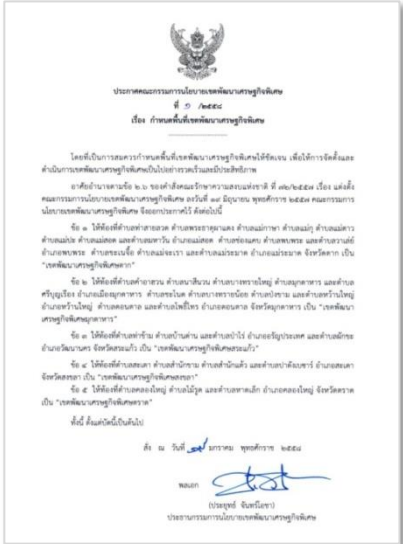 ประกาศคณะกรรมการนโยบายเขตพัฒนาเศรษฐกิจพิเศษ
ที่ ๑ /๒๕๕๘
เรื่อง กำหนดพื้นที่เขตพัฒนาเศรษฐกิจพิเศษ
โดยที่เป็นการสมควรกำหนดพื้นที่เขตพัฒนาเศรษฐกิจพิเศษให้ชัดเจน เพื่อให้การจัดตั้งและ
ดำเนินการเขตพัฒนาเศรษฐกิจพิเศษเป็นไปอย่างรวดเร็วและมีประสิทธิภาพ
อาศัยอำนาจตามข้อ ๒.๖ ของคำสั่งคณะรักษาความสงบแห่งชาติ ที่ ๗๒/๒๕๕๗ เรื่อง แต่งตั้ง
คณะกรรมการนโยบายเขตพัฒนาเศรษฐกิจพิเศษ ลงวันที่ ๑๙ มิถุนายน พุทธศักราช ๒๕๕๗ คณะกรรมการ
นโยบายเขตพัฒนาเศรษฐกิจพิเศษ จึงออกประกาศไว้ ดังต่อไปนี้
ข้อ ๑ ให้ท้องที่ตำบลท่าสายลวด ตำบลพระธาตุผาแดง ตำบลแม่กาษา ตำบลแม่กุ ตำบลแม่ตาว
ตำบลแม่ปะ ตำบลแม่สอด และตำบลมหาวัน อำเภอแม่สอด ตำบลช่องแคบ ตำบลพบพระ และตำบลวาเล่ย์
อำเภอพบพระ ตำบลขะเนจื้อ ตำบลแม่จะเรา และตำบลแม่ระมาด อำเภอแม่ระมาด จังหวัดตาก เป็น
“เขตพัฒนาเศรษฐกิจพิเศษตาก”
ข้อ ๒ ให้ท้องที่ตำบลคำอาฮวน ตำบลนาสีนวน ตำบลบางทรายใหญ่ ตำบลมุกดาหาร และตำบล
ศรีบุญเรือง อำเภอเมืองมุกดาหาร ตำบลชะโนด ตำบลบางทรายน้อย ตำบลป่งขาม และตำบลหว้านใหญ่
อำเภอหว้านใหญ่ ตำบลดอนตาล และตำบลโพธิ์ไทร อำเภอดอนตาล จังหวัดมุกดาหาร เป็น “เขตพัฒนา
เศรษฐกิจพิเศษมุกดาหาร”
ข้อ ๓ ให้ท้องที่ตำบลท่าข้าม ตำบลบ้านด่าน และตำบลป่าไร่ อำเภออรัญประเทศ และตำบลผักขะ
อำเภอวัฒนานคร จังหวัดสระแก้ว เป็น “เขตพัฒนาเศรษฐกิจพิเศษสระแก้ว”
ข้อ ๔ ให้ท้องที่ตำบลสะเดา ตำบลสำนักขาม ตำบลสำนักแต้ว และตำบลปาดังเบซาร์ อำเภอสะเดา
จังหวัดสงขลา เป็น “เขตพัฒนาเศรษฐกิจพิเศษสงขลา”
ข้อ ๕ ให้ท้องที่ตำบลคลองใหญ่ ตำบลไม้รูด และตำบลหาดเล็ก อำเภอคลองใหญ่ จังหวัดตราด
เป็น “เขตพัฒนาเศรษฐกิจพิเศษตราด”
ทั้งนี้ ตั้งแต่บัดนี้เป็นต้นไป
สั่ง ณ วันที่ มกราคม พุทธศักราช ๒๕๕๘
พลเอก
(ประยุทธ์ จันทร์โอชา)
ประธานกรรมการนโยบายเขตพัฒนาเศรษฐกิจพิเศษ